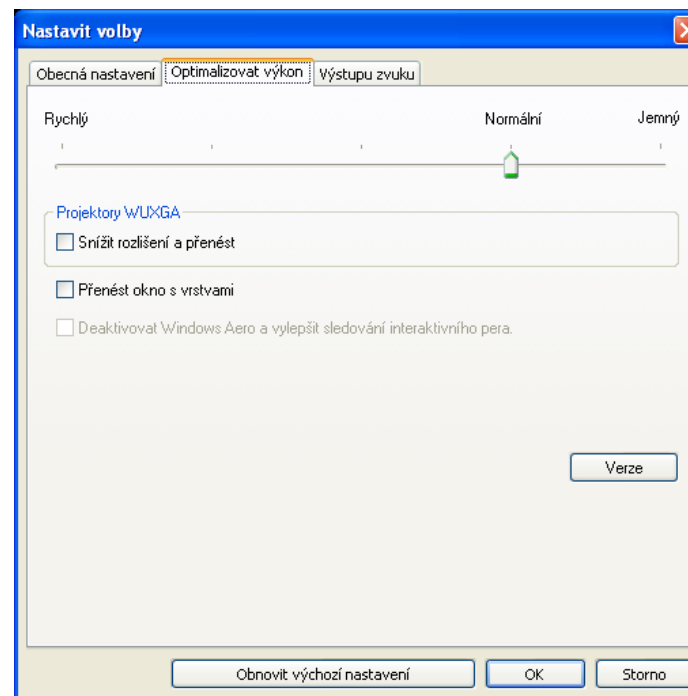 Nastavit volby
Obecná nastavení Optimalizovat výkon Výstupu zvuku
Rychlý Normální Jemný
Projektory WUXGA
Snížit rozlišení a přenést
Přenést okno s vrstvami
Deaktivovat Windows Aero a vylepšit sledování interaktivního pera.
Verze
Obnovit výchozí nastavení OK Storno